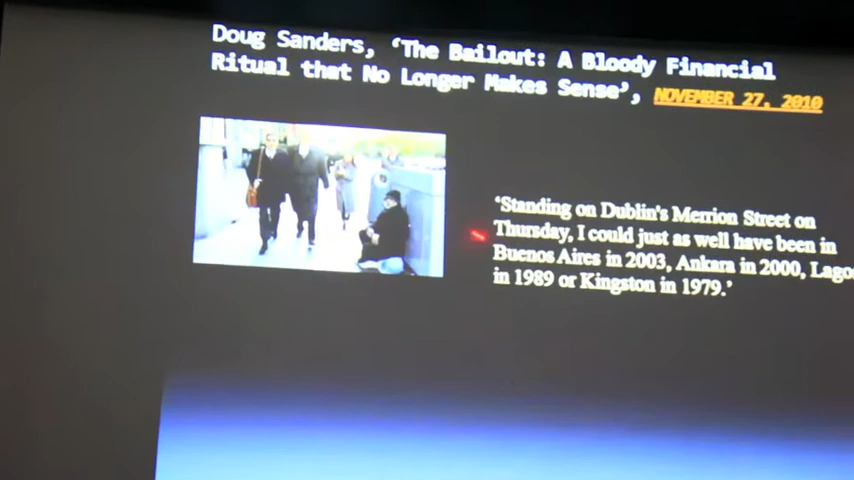 Doug Sanders, ‘The Bailout: A Bloody Financial
Ritual that No Longer Makes Sense’, NOVEMBER 27, 2010
‘Standing on Dublin's Merrion Street on
Thursday, I could just as well have been in
Buenos Aires in 2003, Ankara in 2000, Lago
in 1989 or Kingston in 1979.’